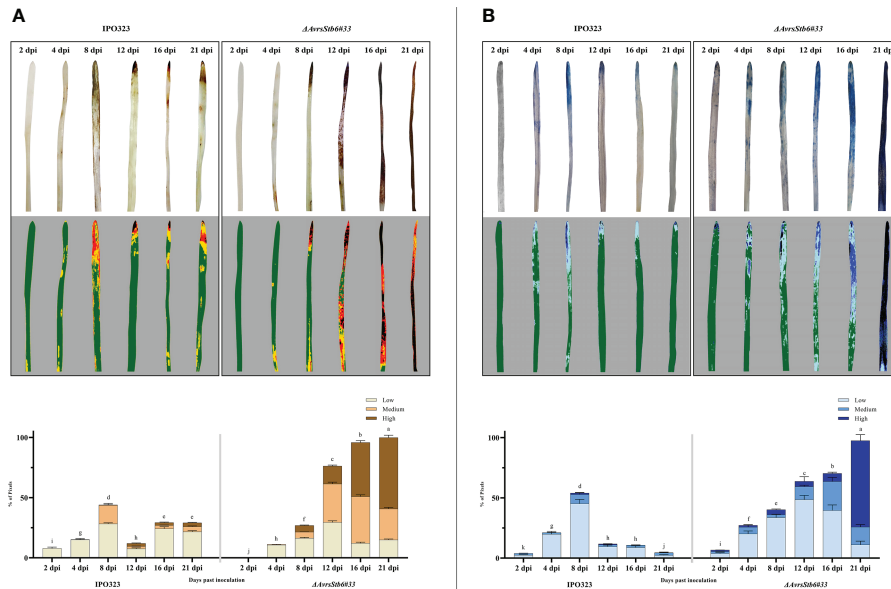 A
IPO323
ΔAvrsStb6#33
2 dpi 4 dpi 8 dpi 12 dpi 16 dpi 21 dpi
2 dpi 4 dpi 8 dpi 12 dpi 16 dpi 21 dpi
Low
Medium
High
% of Pixels
100
50
0
i g d h e e
j h f c b a
2 dpi 4 dpi 8 dpi 12 dpi 16 dpi 21 dpi
2 dpi 4 dpi 8 dpi 12 dpi 16 dpi 21 dpi
Days past inoculation
IPO323
ΔAvrsStb6#33
B
IPO323
ΔAvrsStb6#33
2 dpi 4 dpi 8 dpi 12 dpi 16 dpi 21 dpi
2 dpi 4 dpi 8 dpi 12 dpi 16 dpi 21 dpi
Low
Medium
High
% of Pixels
100
50
0
k g d h h j
i f e c b a
2 dpi 4 dpi 8 dpi 12 dpi 16 dpi 21 dpi
2 dpi 4 dpi 8 dpi 12 dpi 16 dpi 21 dpi
Days past inoculation
IPO323
ΔAvrsStb6#33